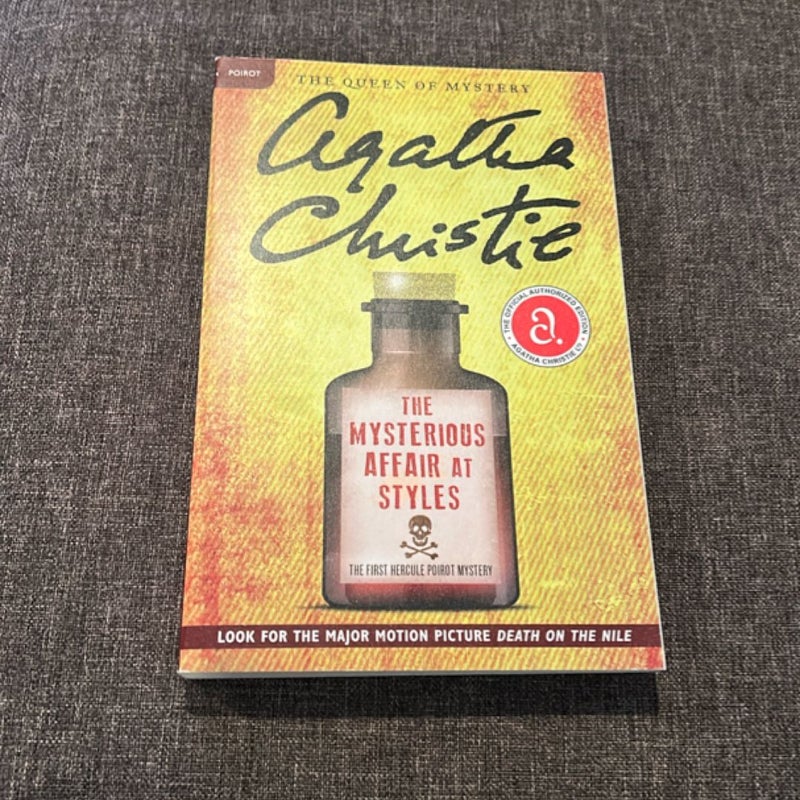 POIROT
THE QUEEN OF MYSTERY
Agatha
Christie
THE OFFICIAL AUTHORIZED EDITION
a.
AGATHA CHRISTIE LTD
THE
MYSTERIOUS
AFFAIR AT
STYLES
THE FIRST HERCULE POIROT MYSTERY
LOOK FOR THE MAJOR MOTION PICTURE DEATH ON THE NILE